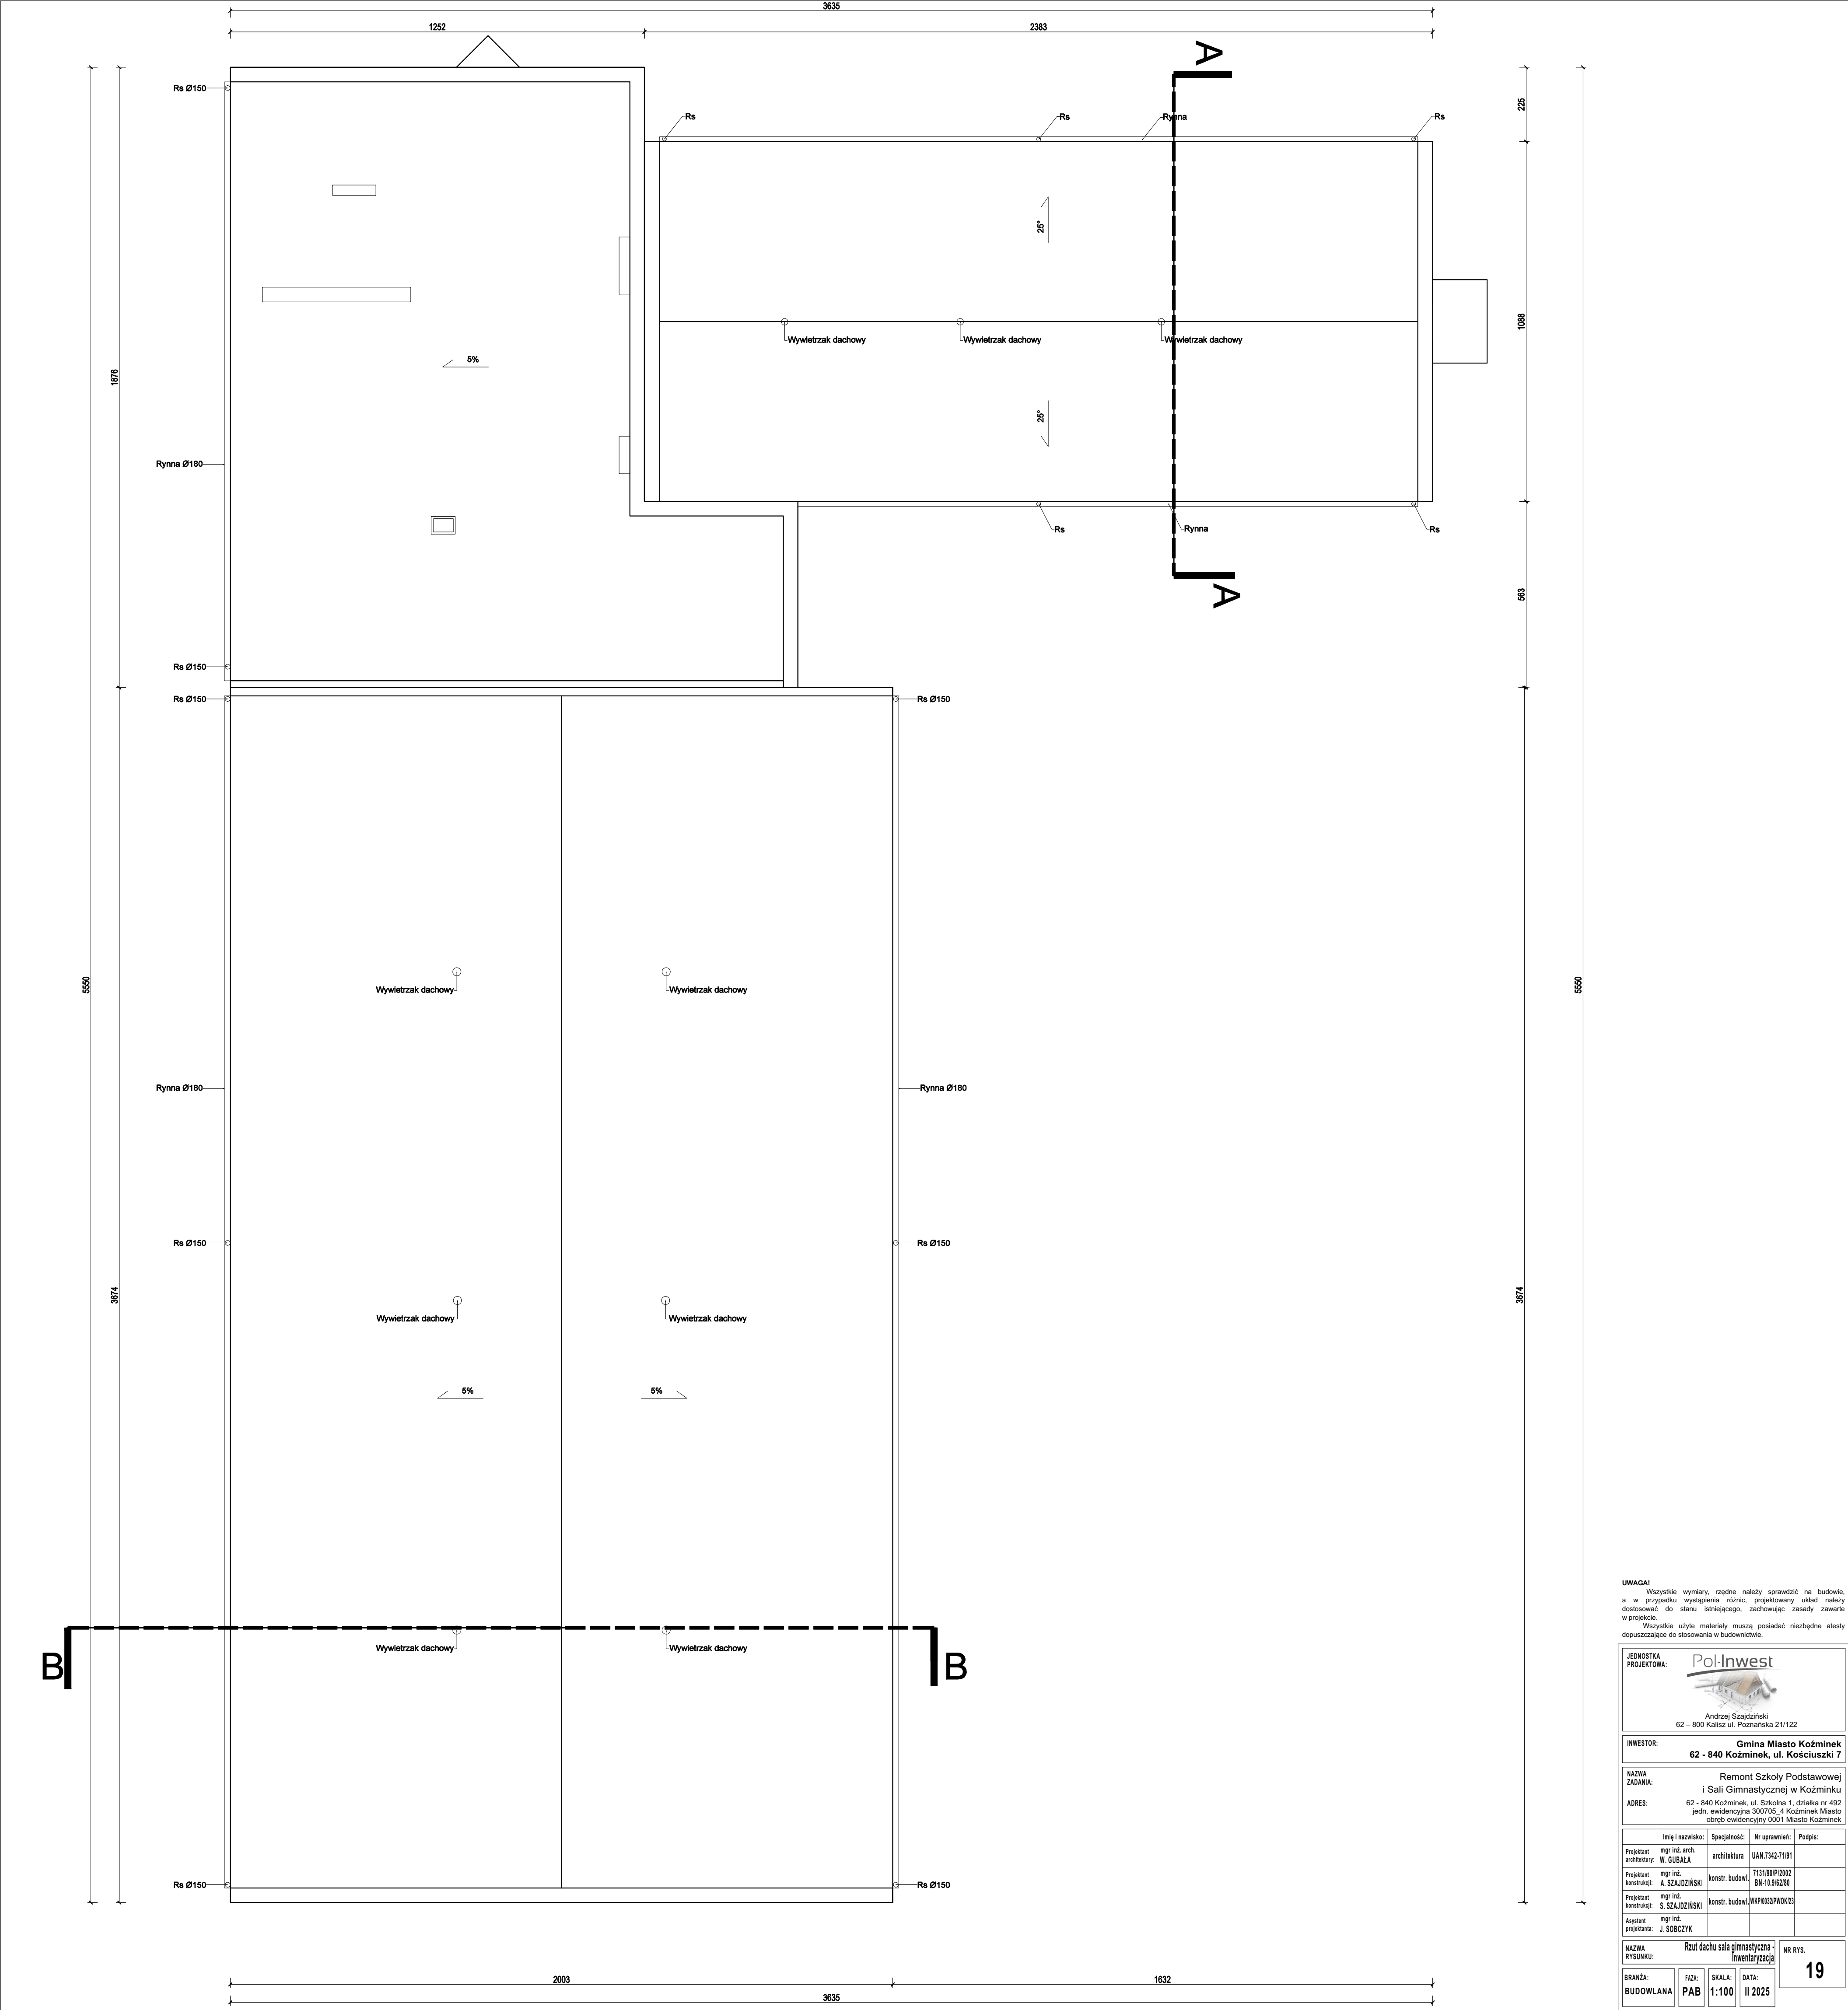 3635
1252
2383
A
Rs Ø150
225
Rs
Rs
Rynna
Rs
25°
Wywietrzak dachowy
Wywietrzak dachowy
Wywietrzak dachowy
1088
5%
1876
25°
Rynna Ø180
Rs
Rynna
Rs
A
563
Rs Ø150
Rs Ø150
Rs Ø150
5550
5550
Wywietrzak dachowy
Wywietrzak dachowy
Rynna Ø180
Rynna Ø180
Rs Ø150
Rs Ø150
3674
3674
Wywietrzak dachowy
Wywietrzak dachowy
5%
5%
B
B
Wywietrzak dachowy
Wywietrzak dachowy
Rs Ø150
Rs Ø150
2003
1632
3635
UWAGA!
Wszystkie wymiary, rzędne należy sprawdzić na budowie,
a w przypadku wystąpienia różnic, projektowany układ należy
dostosować do stanu istniejącego, zachowując zasady zawarte
w projekcie.
Wszystkie użyte materiały muszą posiadać niezbędne atesty
dopuszczające do stosowania w budownictwie.
JEDNOSTKA
PROJEKTOWA:
Pol-Inwest
Andrzej Szajdziński
62 – 800 Kalisz ul. Poznańska 21/122
INWESTOR:
Gmina Miasto Koźminek
62 - 840 Koźminek, ul. Kościuszki 7
NAZWA
ZADANIA:
Remont Szkoły Podstawowej
i Sali Gimnastycznej w Koźminku
ADRES:
62 - 840 Koźminek, ul. Szkolna 1, działka nr 492
jedn. ewidencyjna 300705_4 Koźminek Miasto
obręb ewidencyjny 0001 Miasto Koźminek
Imię i nazwisko: Specjalność: Nr uprawnień: Podpis:
Projektant
architektury:
mgr inż. arch.
W. GUBAŁA
architektura
UAN.7342-71/91
Projektant
konstrukcji:
mgr inż.
A. SZAJDZIŃSKI
konstr. budowl.
7131/90/P/2002
BN-10.9/62/80
Projektant
konstrukcji:
mgr inż.
S. SZAJDZIŃSKI
konstr. budowl.
WKP/0032/PWOK/23
Asystent
projektanta:
mgr inż.
J. SOBCZYK
NAZWA
RYSUNKU:
Rzut dachu sala gimnastyczna -
Inwentaryzacja
NR RYS.
19
BRANŻA:
BUDOWLANA
FAZA:
PAB
SKALA:
1:100
DATA:
II 2025